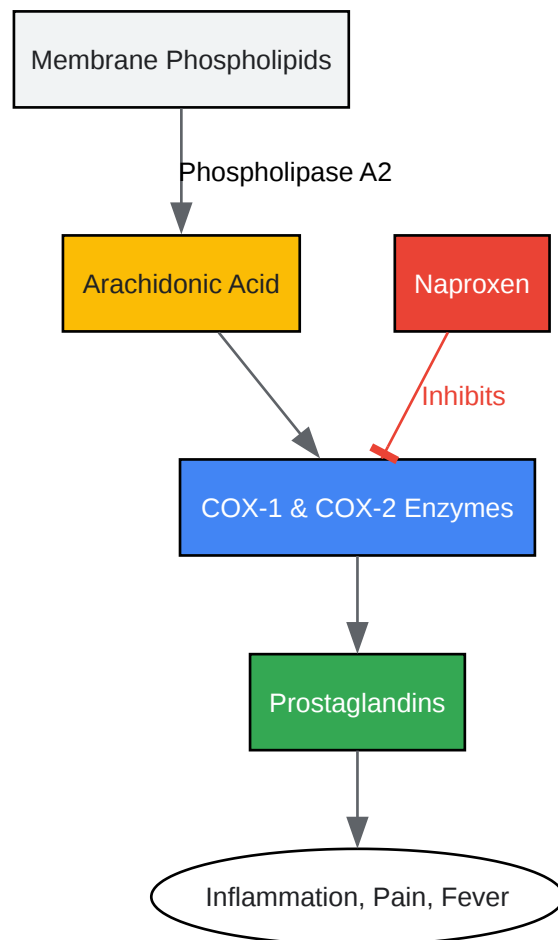 Membrane Phospholipids
Phospholipase A2
Arachidonic Acid
Naproxen
Inhibits
COX-1 & COX-2 Enzymes
Prostaglandins
Inflammation, Pain, Fever